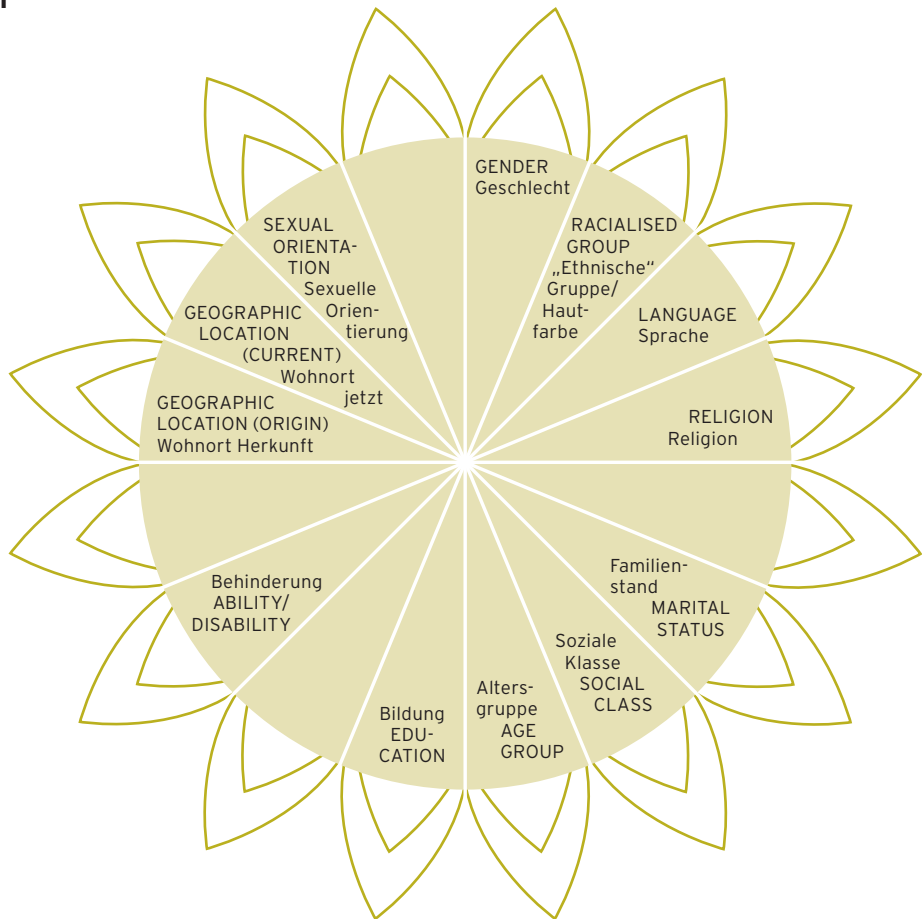 GENDER
Geschlecht
RACIALISED
GROUP
„Ethnische“
Gruppe/
Haut-
farbe
LANGUAGE
Sprache
RELIGION
Religion
Familien-
stand
MARITAL
STATUS
Soziale
Klasse
SOCIAL
CLASS
Alters-
gruppe
AGE
GROUP
Bildung
EDU-
CATION
Behinderung
ABILITY/
DISABILITY
GEOGRAPHIC
LOCATION (ORIGIN)
Wohnort Herkunft
GEOGRAPHIC
LOCATION
(CURRENT)
Wohnort
jetzt
SEXUAL
ORIENTA-
TION
Sexuelle
Orien-
tierung